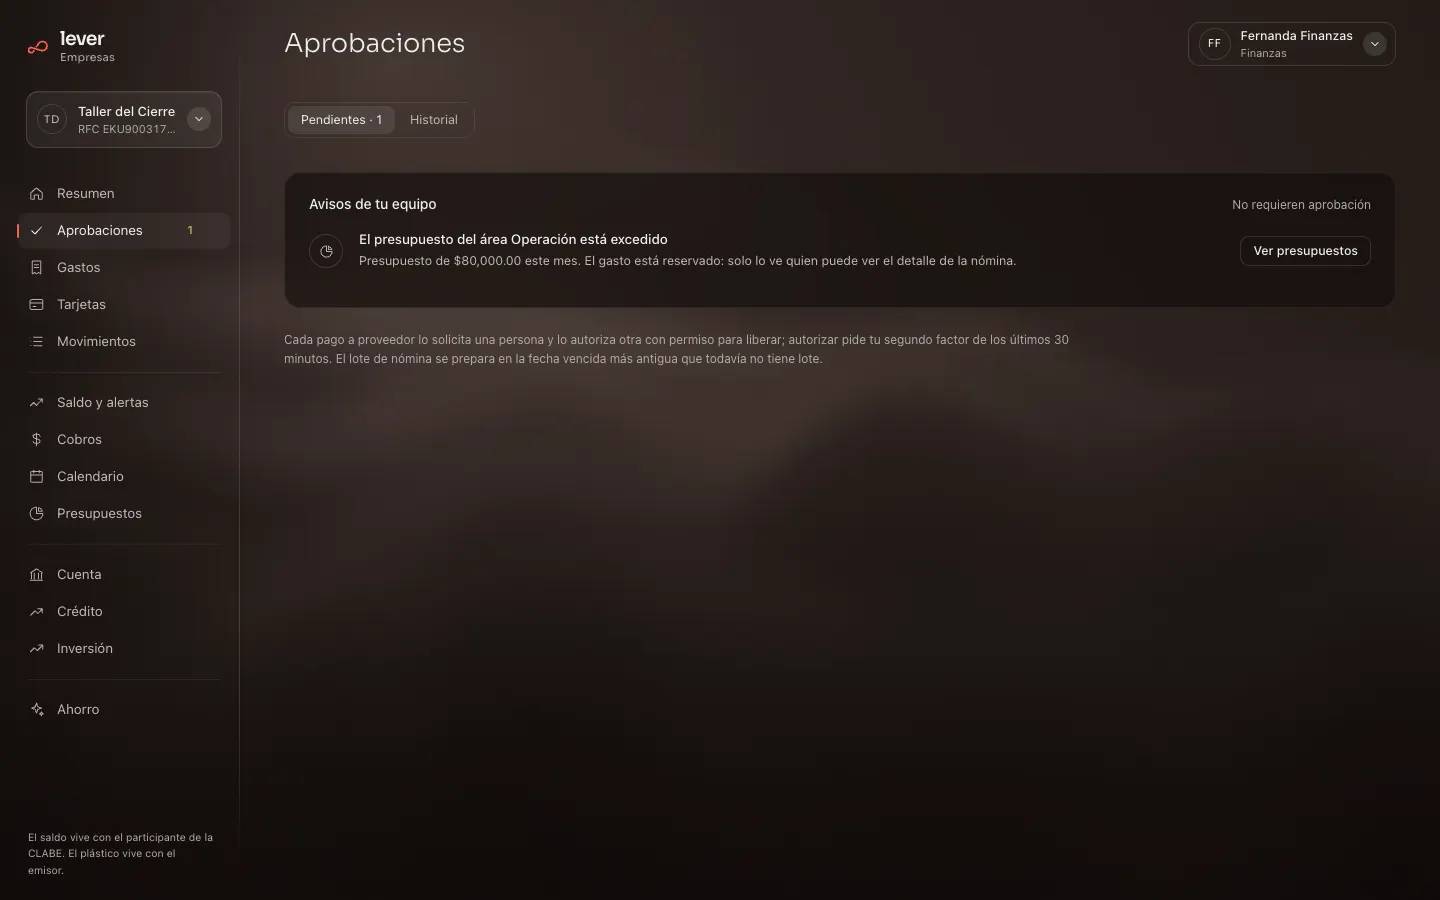 lever
Empresas
TD
Taller del Cierre
RFC EKU900317...
Resumen
Aprobaciones 1
Gastos
Tarjetas
Movimientos
Saldo y alertas
Cobros
Calendario
Presupuestos
Cuenta
Crédito
Inversión
Ahorro
El saldo vive con el participante de la
CLABE. El plástico vive con el
emisor.
Aprobaciones
FF
Fernanda Finanzas
Finanzas
Pendientes · 1 Historial
Avisos de tu equipo
No requieren aprobación
El presupuesto del área Operación está excedido
Presupuesto de $80,000.00 este mes. El gasto está reservado: solo lo ve quien puede ver el detalle de la nómina.
Ver presupuestos
Cada pago a proveedor lo solicita una persona y lo autoriza otra con permiso para liberar; autorizar pide tu segundo factor de los últimos 30
minutos. El lote de nómina se prepara en la fecha vencida más antigua que todavía no tiene lote.